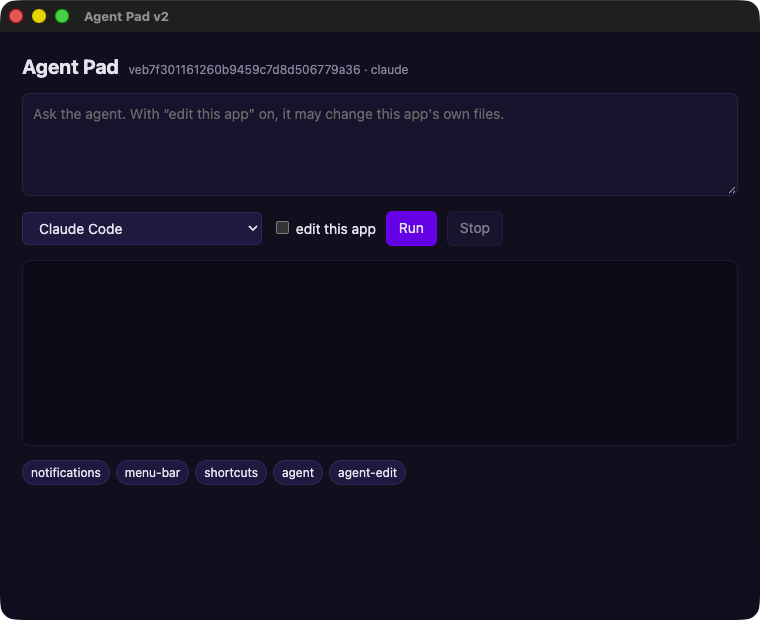 Agent Pad v2
Agent Pad veb7f301161260b9459c7d8d506779a36 · claude
Ask the agent. With “edit this app” on, it may change this app's own files.
Claude Code edit this app Run Stop
notifications menu-bar shortcuts agent agent-edit